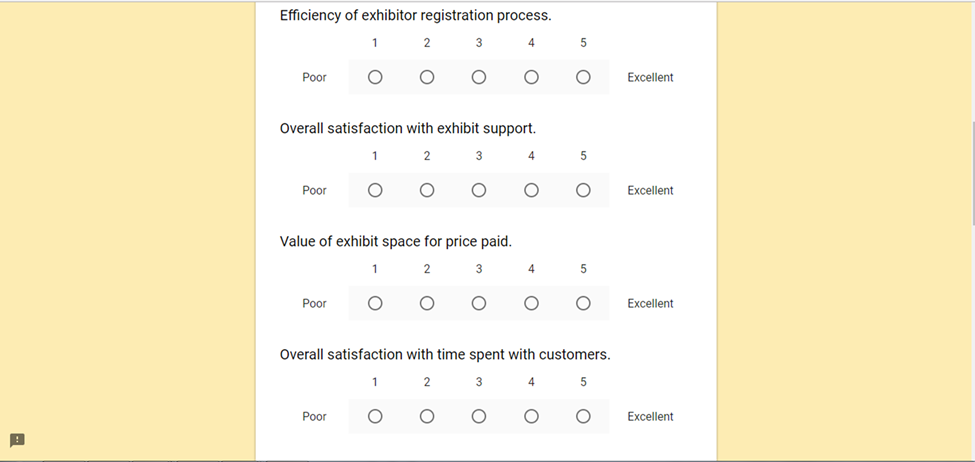 Efficiency of exhibitor registration process.
1 2 3 4 5
Poor Excellent
Overall satisfaction with exhibit support.
1 2 3 4 5
Poor Excellent
Value of exhibit space for price paid.
1 2 3 4 5
Poor Excellent
Overall satisfaction with time spent with customers.
1 2 3 4 5
Poor Excellent